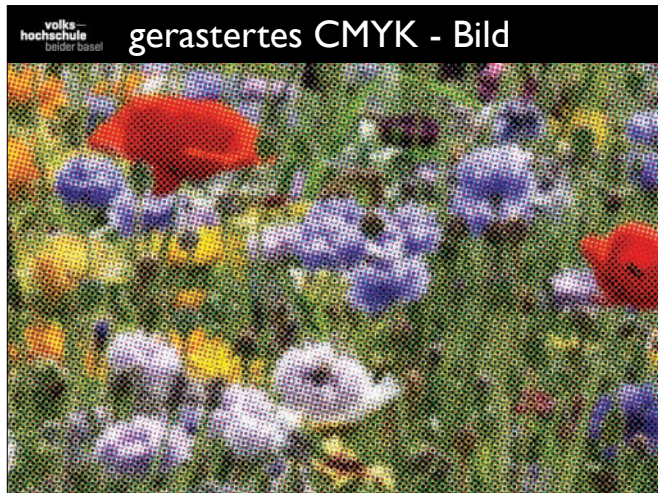 volks—
hochschule
beider basel
gerastertes CMYK - Bild